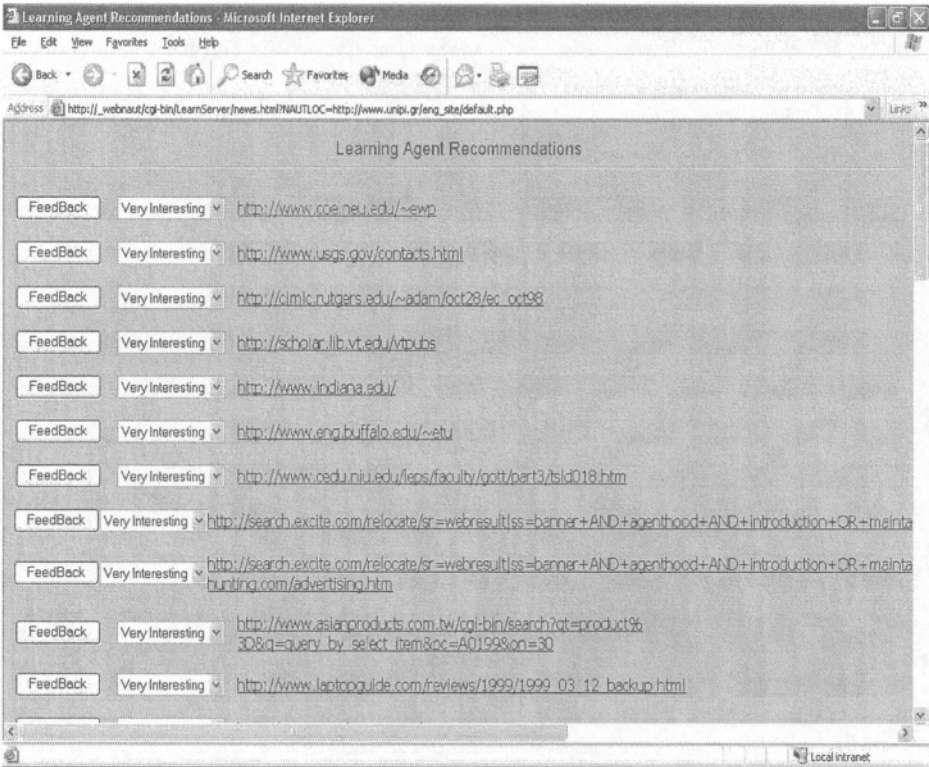 Learning Agent Recommendations - Microsoft Internet Explorer
File Edit View Favorites Tools Help
Back Search Favorites Media
Address http://_webnaut/cgi-bin/LearnServer/news.html?NAUTLOC=http://www.unipi.gr/eng_site/default.php Links
Learning Agent Recommendations
FeedBack Very Interesting http://www.coe.neu.edu/~ewp
FeedBack Very Interesting http://www.usgs.gov/contacts.html
FeedBack Very Interesting http://cimic.rutgers.edu/~adam/oct28/ec_oct98
FeedBack Very Interesting http://scholar.lib.vt.edu/vtpubs
FeedBack Very Interesting http://www.indiana.edu/
FeedBack Very Interesting http://www.eng.buffalo.edu/~etu
FeedBack Very Interesting http://www.cedu.niu.edu/leps/faculty/gott/part3/tsld018.htm
FeedBack Very Interesting http://search.excite.com/relocate/sr=webresult|ss=banner+AND+agenthood+AND+introduction+OR+mainta
FeedBack Very Interesting http://search.excite.com/relocate/sr=webresult|ss=banner+AND+agenthood+AND+introduction+OR+mainta
hunting.com/advertising.htm
FeedBack Very Interesting http://www.asianproducts.com.tw/cgi-bin/search?qt=product%
3D&q=query_by_select_item&pc=A0199&on=30
FeedBack Very Interesting http://www.laptopguide.com/reviews/1999/1999_03_12_backup.html
Local intranet